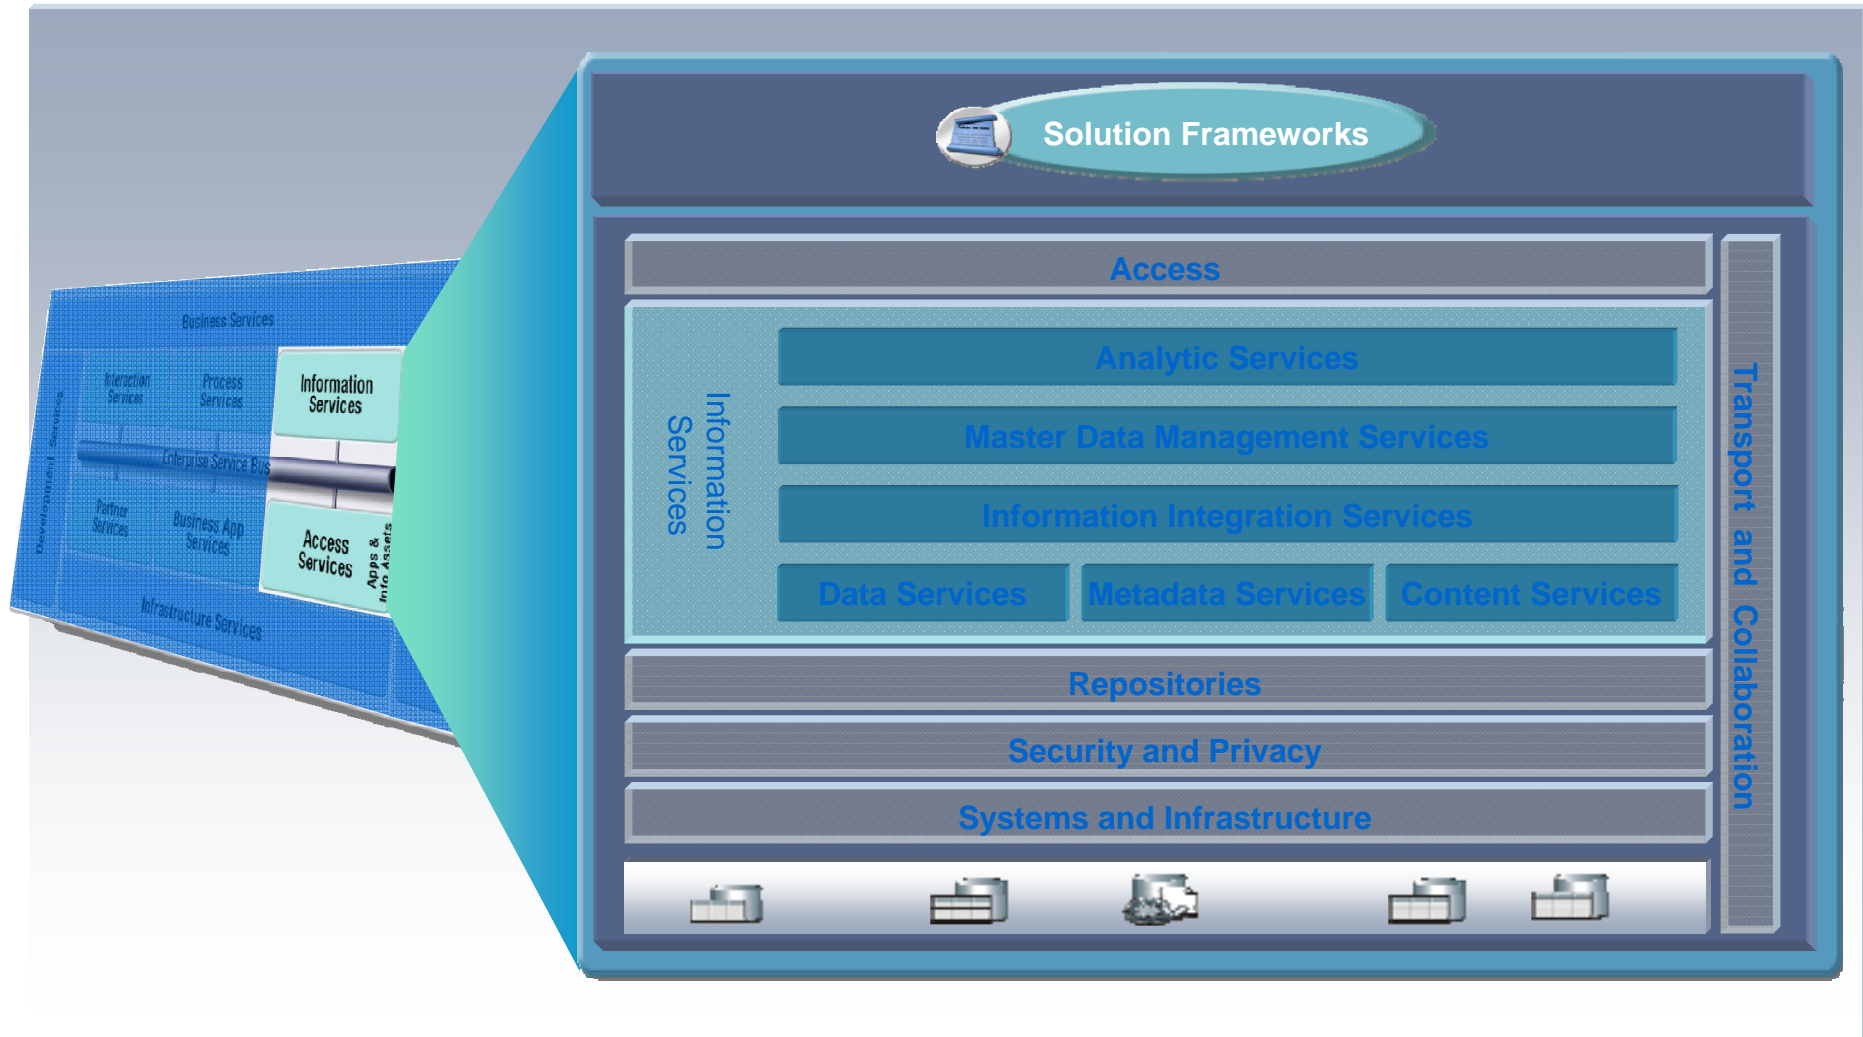 Solution Frameworks
Access
Information
Services
Analytic Services
Master Data Management Services
Information Integration Services
Data Services
Metadata Services
Content Services
Repositories
Security and Privacy
Systems and Infrastructure
Transport and Collaboration
Business Services
Interaction
Services
Process
Services
Information
Services
Development Services
Enterprise Service Bus
Partner
Services
Business App
Services
Access
Services
Apps &
Info Assets
Infrastructure Services